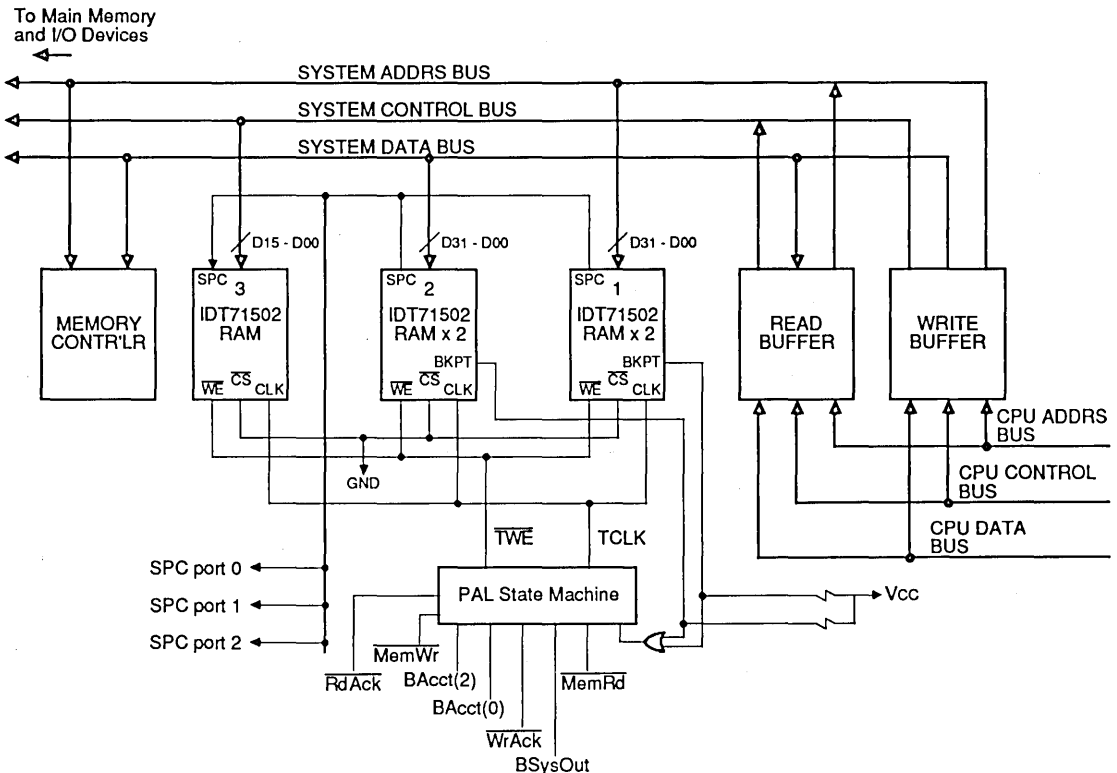 To Main Memory
and I/O Devices
SYSTEM ADDRS BUS
SYSTEM CONTROL BUS
SYSTEM DATA BUS
D15 - D00
D31 - D00
D31 - D00
MEMORY
CONTR'LR
SPC
3
IDT71502
RAM
WE
CS
CLK
SPC
2
IDT71502
RAM x 2
BKPT
WE
CS
CLK
SPC
1
IDT71502
RAM x 2
BKPT
WE
CS
CLK
READ
BUFFER
WRITE
BUFFER
CPU ADDRS
BUS
CPU CONTROL
BUS
CPU DATA
BUS
GND
TWE
TCLK
SPC port 0
SPC port 1
SPC port 2
PAL State Machine
Vcc
MemWr
RdAck
BAcct(2)
BAcct(0)
WrAck
BSysOut
MemRd